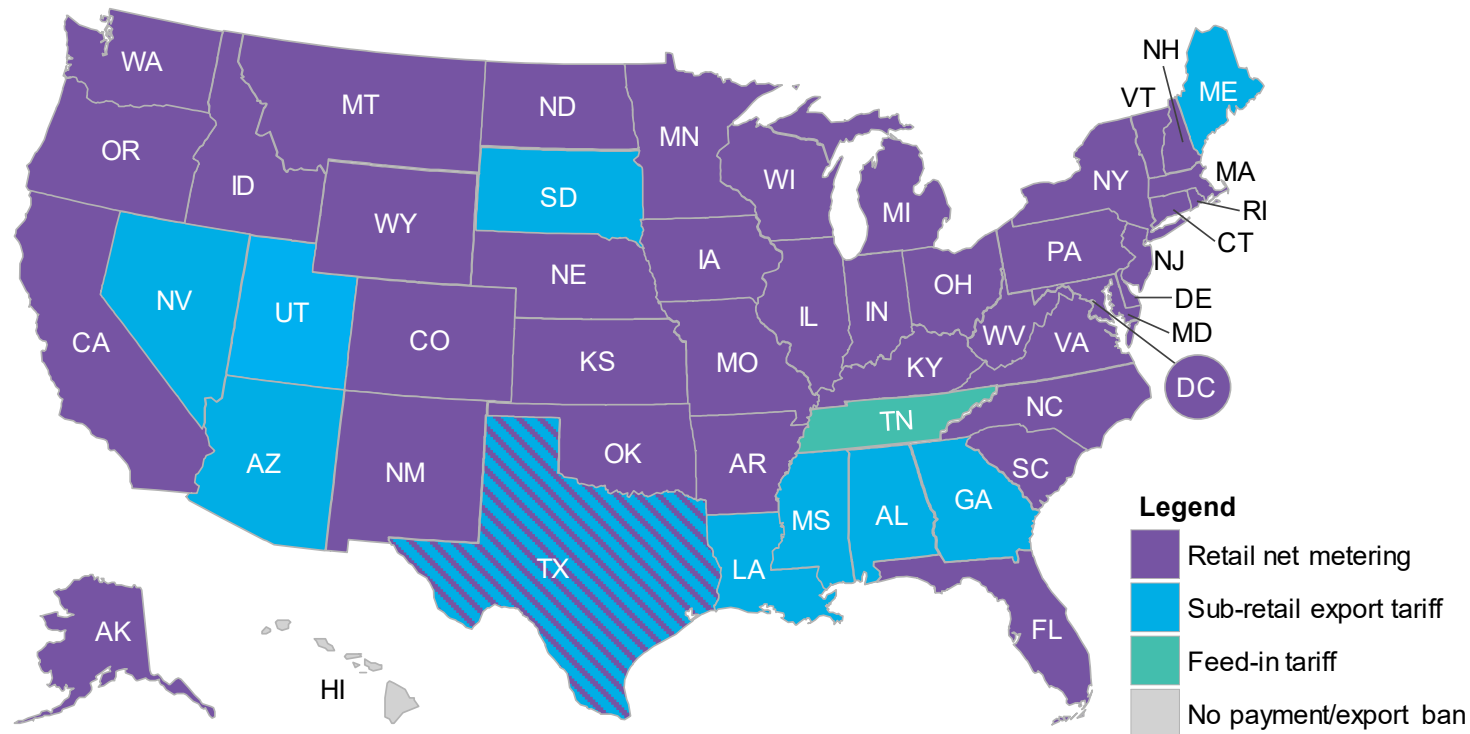 NH
VT
ME
WA
MT
ND
MN
OR
ID
SD
WI
NY
MA
WY
MI
RI
CT
IA
PA
NJ
NE
NV
UT
OH
DE
IL
IN
MD
CA
CO
WV
VA
KS
MO
KY
DC
NC
TN
AZ
NM
OK
AR
SC
MS
AL
GA
TX
LA
AK
FL
HI
Legend
Retail net metering
Sub-retail export tariff
Feed-in tariff
No payment/export ban